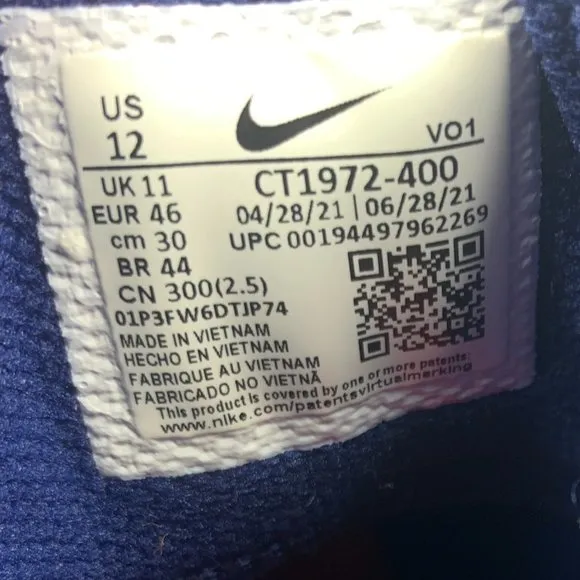 US
12
VO1
UK 11
CT1972-400
EUR 46
04/28/21 | 06/28/21
cm 30
UPC 00194497962269
BR 44
CN 300(2.5)
01P3FW6DTJP74
MADE IN VIETNAM
HECHO EN VIETNAM
FABRIQUE AU VIETNAM
FABRICADO NO VIETNÃ
This product is covered by one or more patents:
www.nike.com/patentsvirtualmarking